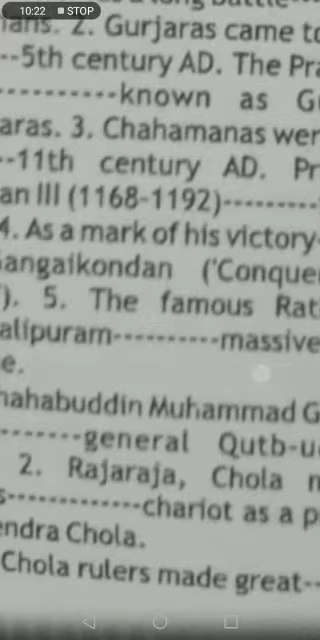 10:22 STOP
2. Gurjaras came to
--5th century AD. The Pra
----------known as Gu
aras. 3. Chahamanas wer
--11th century AD. Pr
an III (1168-1192)---------
4. As a mark of his victory-
Gangaikondan ('Conque
'). 5. The famous Rat
alipuram----------massive
e.
hahabuddin Muhammad G
-------general Qutb-u
2. Rajaraja, Chola
s-------------chariot as a p
endra Chola.
Chola rulers made great--